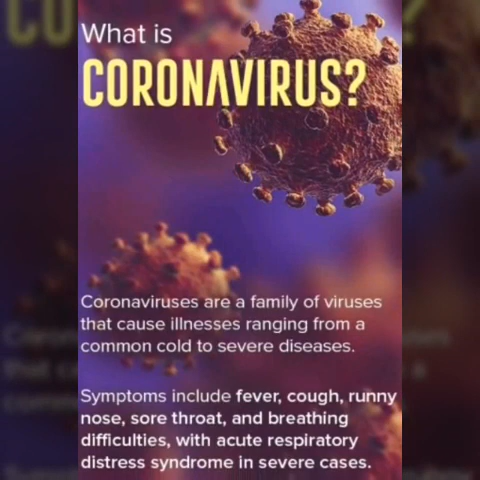 What is
CORONAVIRUS?
Coronaviruses are a family of viruses
that cause illnesses ranging from a
common cold to severe diseases.
Symptoms include fever, cough, runny
nose, sore throat, and breathing
difficulties, with acute respiratory
distress syndrome in severe cases.